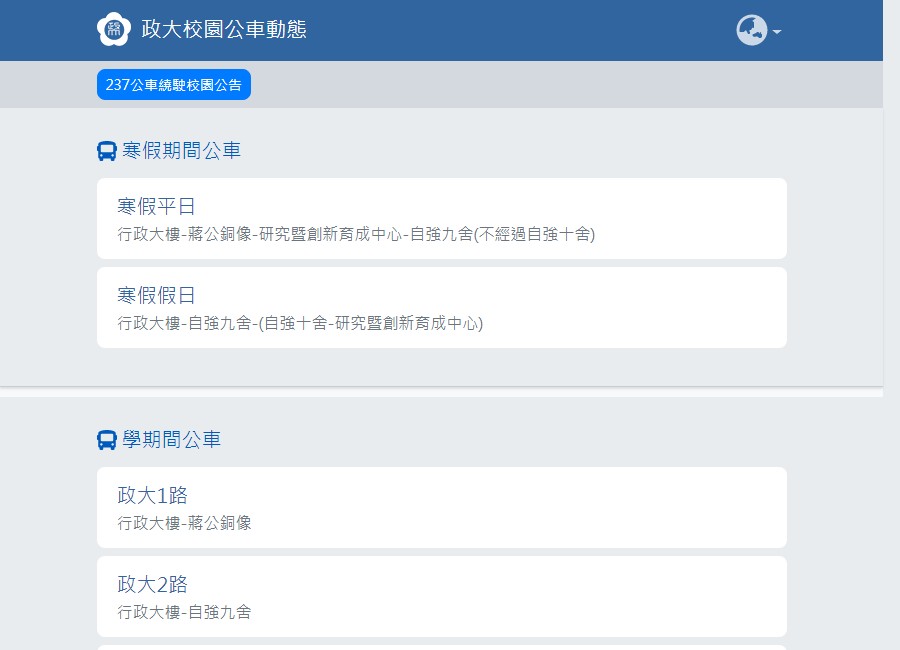 政大校園公車動態
237公車繞駛校園公告
寒假期間公車
寒假平日
行政大樓-蔣公銅像-研究暨創新育成中心-自強九舍(不經過自強十舍)
寒假假日
行政大樓-自強九舍-(自強十舍-研究暨創新育成中心)
學期間公車
政大1路
行政大樓-蔣公銅像
政大2路
行政大樓-自強九舍